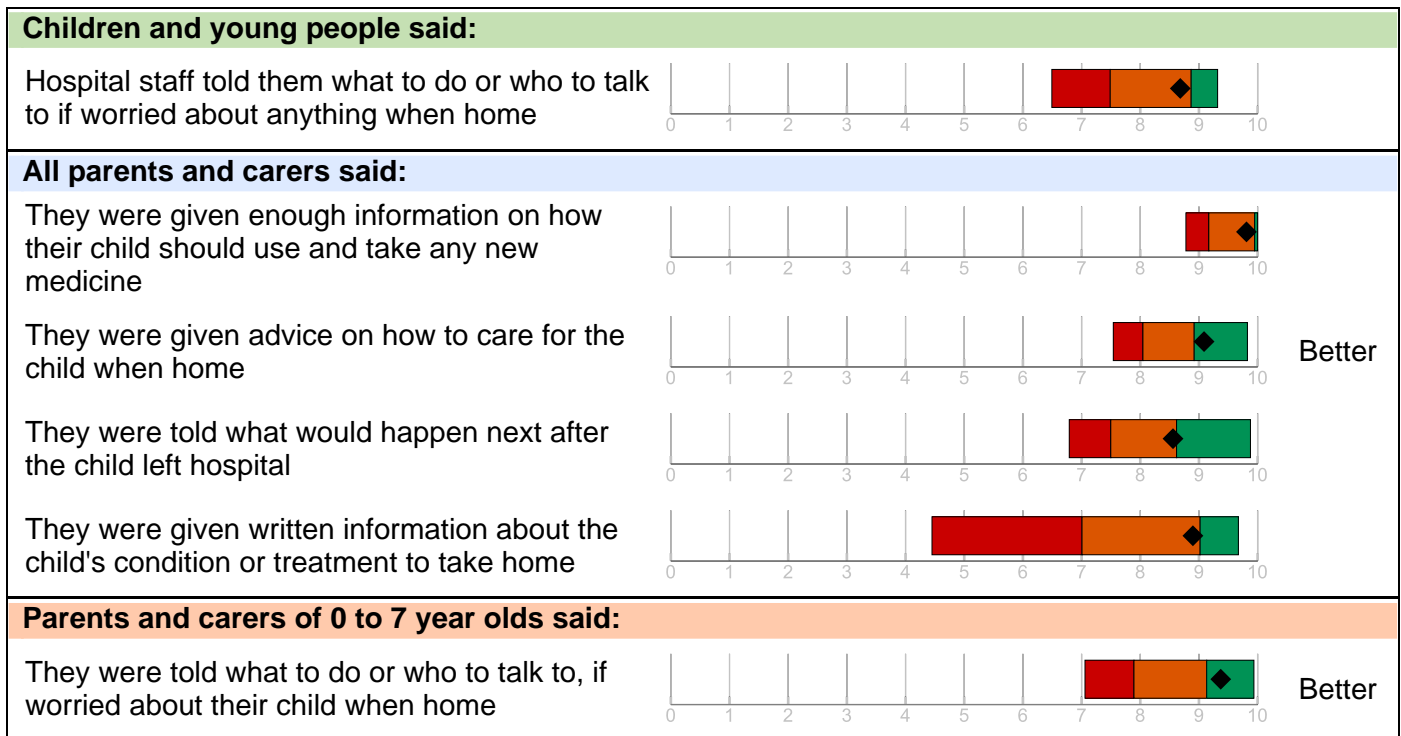 Children and young people said:
Hospital staff told them what to do or who to talk
to if worried about anything when home
0 1 2 3 4 5 6 7 8 9 10
All parents and carers said:
They were given enough information on how
their child should use and take any new
medicine
0 1 2 3 4 5 6 7 8 9 10
They were given advice on how to care for the
child when home
0 1 2 3 4 5 6 7 8 9 10
Better
They were told what would happen next after
the child left hospital
0 1 2 3 4 5 6 7 8 9 10
They were given written information about the
child's condition or treatment to take home
0 1 2 3 4 5 6 7 8 9 10
Parents and carers of 0 to 7 year olds said:
They were told what to do or who to talk to, if
worried about their child when home
0 1 2 3 4 5 6 7 8 9 10
Better